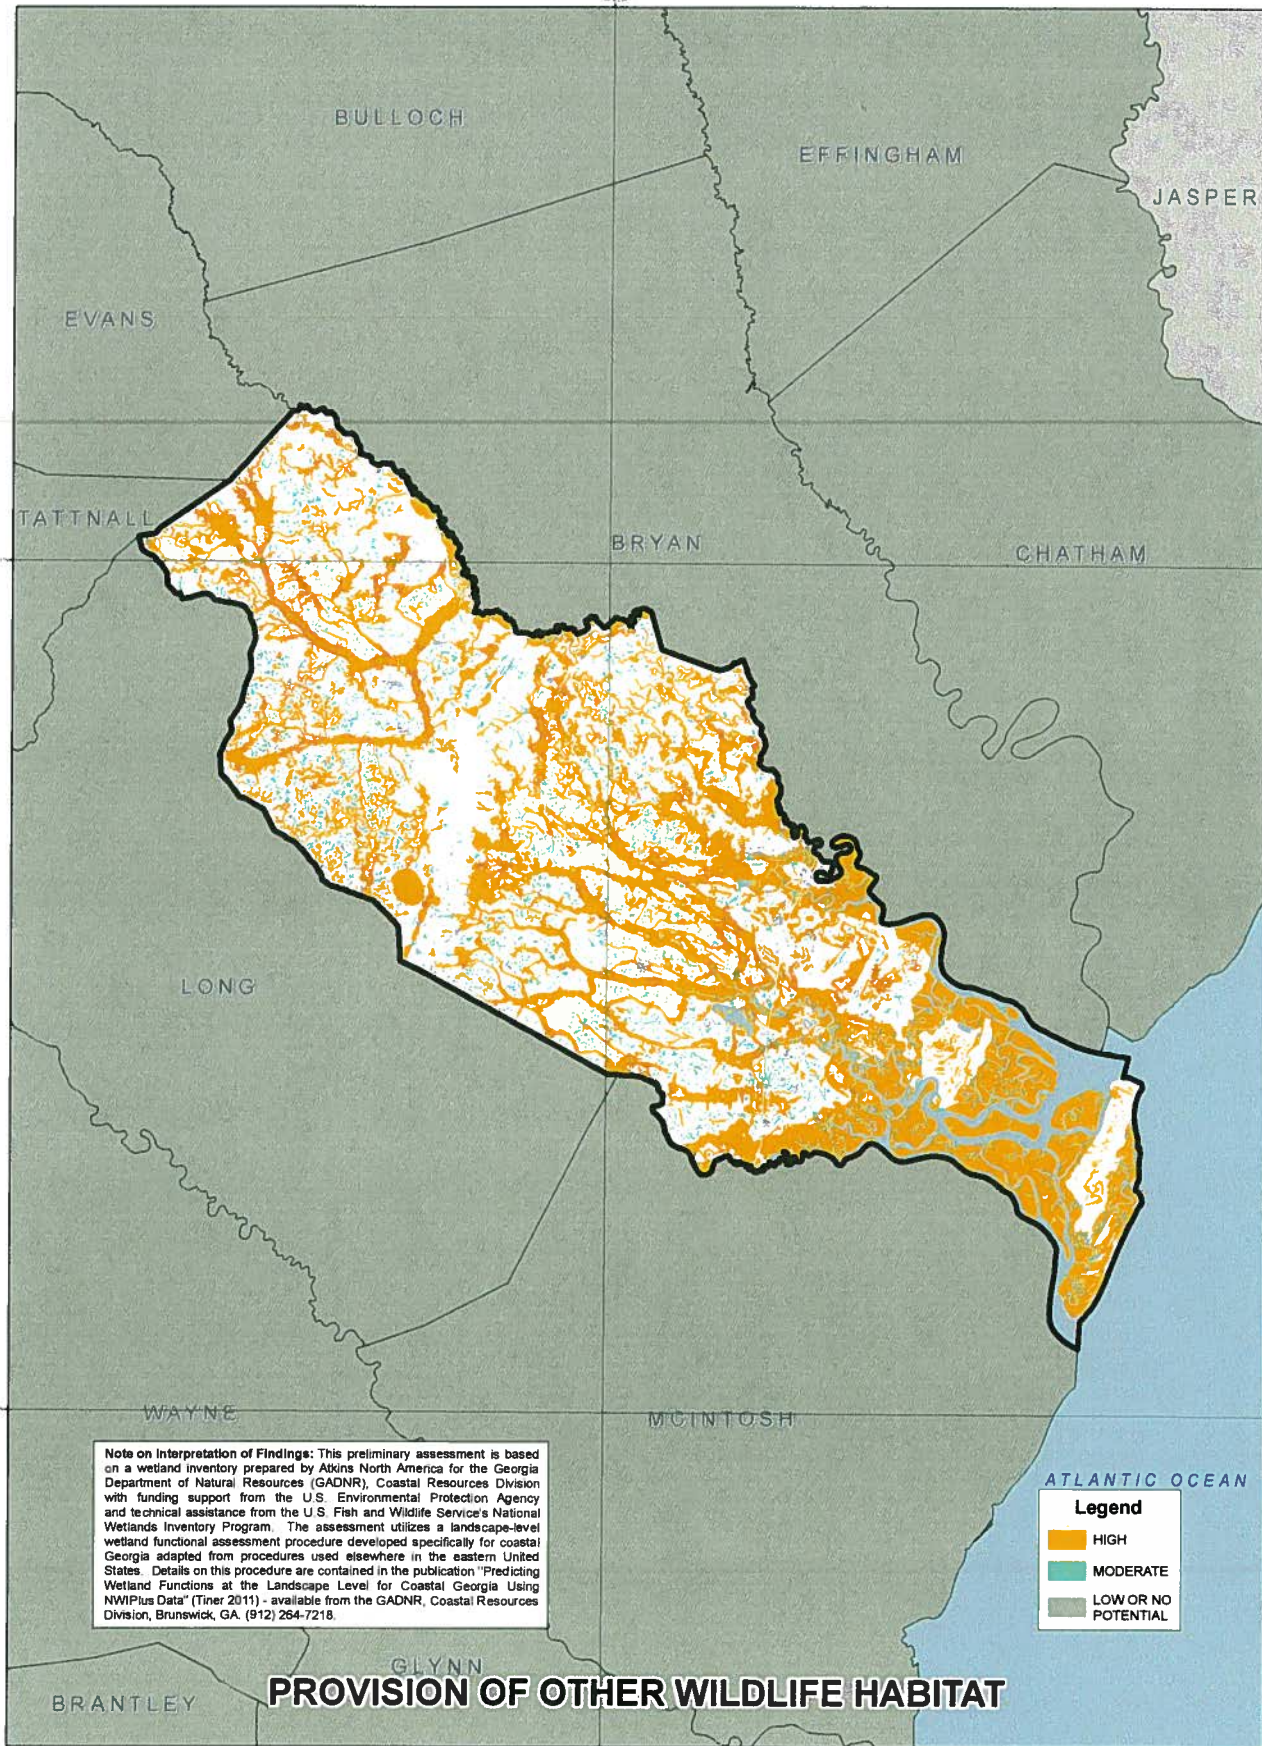 BULLOCH
EFFINGHAM
JASPER
EVANS
TATTNALL
BRYAN
CHATHAM
LONG
WAYNE
MCINTOSH
Note on Interpretation of Findings: This preliminary assessment is based
on a wetland inventory prepared by Atkins North America for the Georgia
Department of Natural Resources (GADNR), Coastal Resources Division
with funding support from the U.S. Environmental Protection Agency
and technical assistance from the U.S. Fish and Wildlife Service's National
Wetlands Inventory Program. The assessment utilizes a landscape-level
wetland functional assessment procedure developed specifically for coastal
Georgia adapted from procedures used elsewhere in the eastern United
States. Details on this procedure are contained in the publication "Predicting
Wetland Functions at the Landscape Level for Coastal Georgia Using
NWIPlus Data" (Tiner 2011) - available from the GADNR, Coastal Resources
Division, Brunswick, GA. (912) 264-7218.
ATLANTIC OCEAN
Legend
HIGH
MODERATE
LOW OR NO
POTENTIAL
GLYNN
BRANTLEY
PROVISION OF OTHER WILDLIFE HABITAT